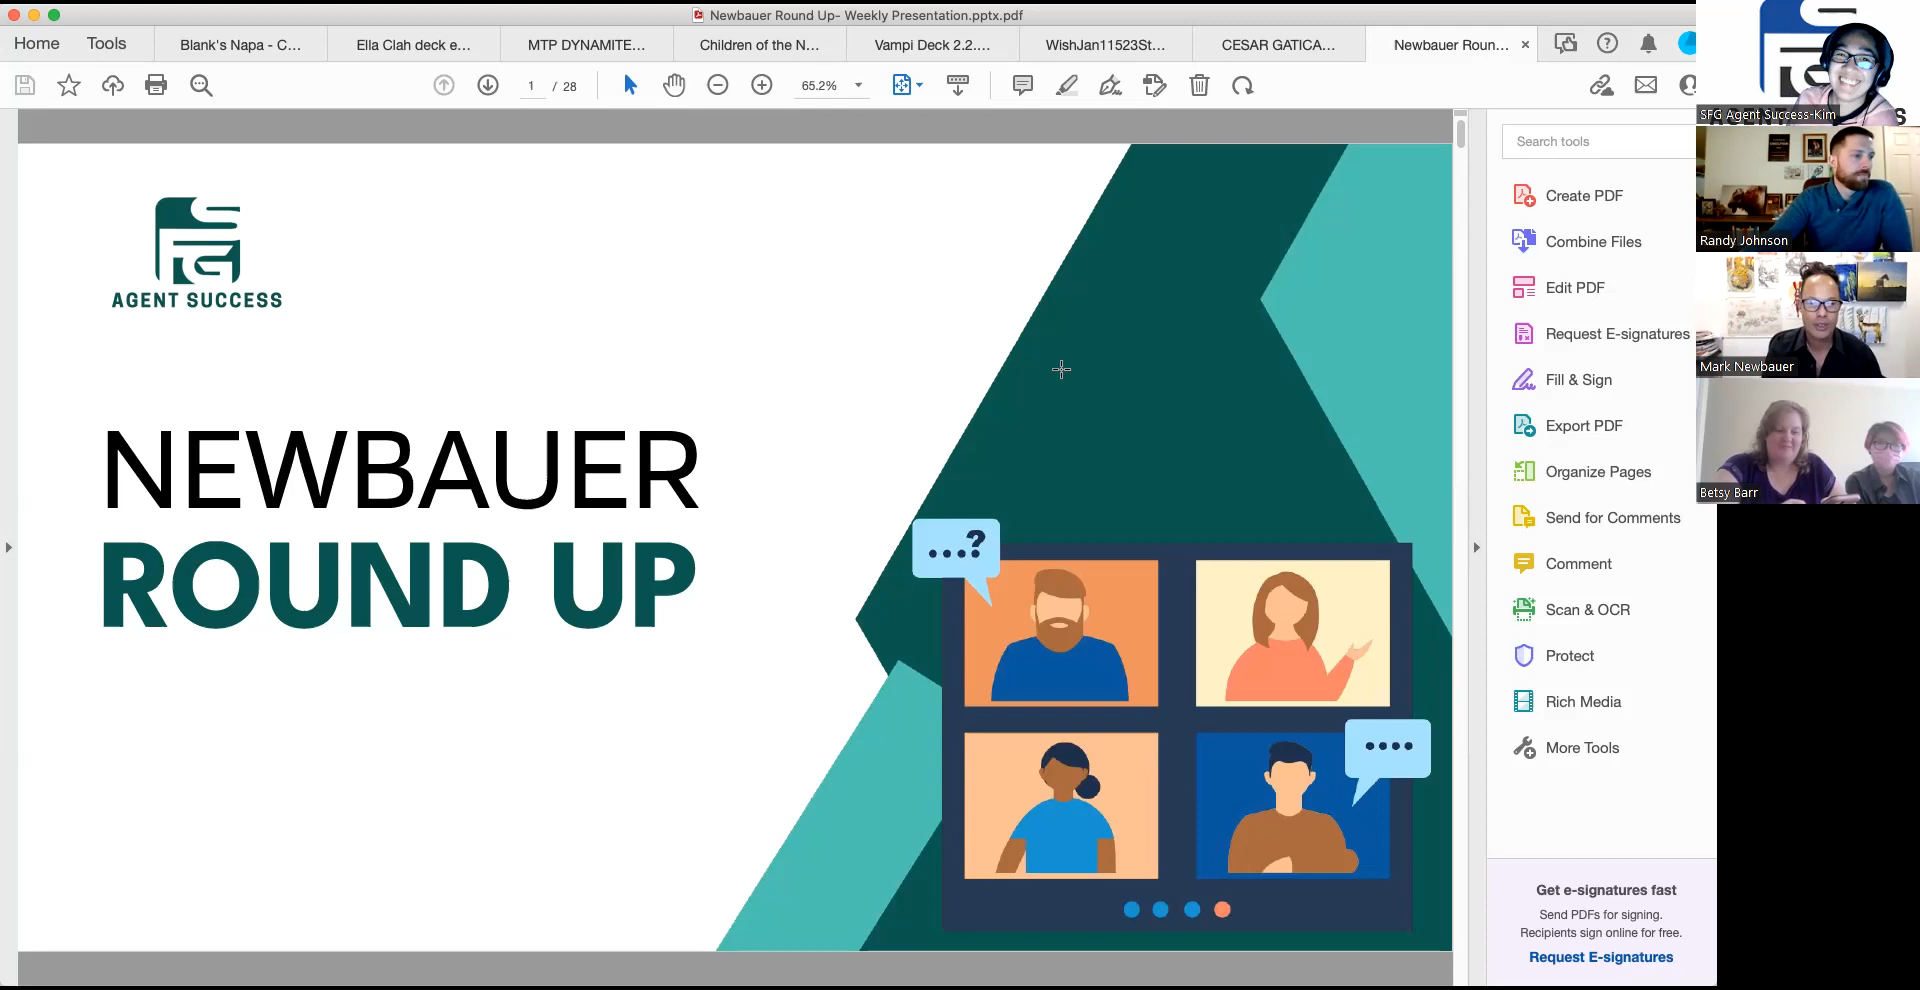 Newbauer Round Up- Weekly Presentation.pptx.pdf
Home
Tools
Blank's Napa - C...
Ella Clah deck e...
MTP DYNAMITE...
Children of the N...
Vampi Deck 2.2....
WishJan11523St...
CESAR GATICA...
Newbauer Roun...
1 / 28
65.2%
SFG
AGENT SUCCESS
NEWBAUER
ROUND UP
....?
....
Search tools
Create PDF
Combine Files
Edit PDF
Request E-signatures
Fill & Sign
Export PDF
Organize Pages
Send for Comments
Comment
Scan & OCR
Protect
Rich Media
More Tools
Get e-signatures fast
Send PDFs for signing.
Recipients sign online for free.
Request E-signatures
SFG Agent Success-Kim
Randy Johnson
Mark Newbauer
Betsy Barr